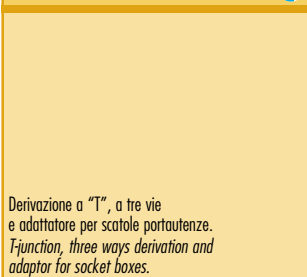 Derivazione a “T”, a tre vie
e adattatore per scatole portautenze.
T-junction, three ways derivation and
adaptor for socket boxes.